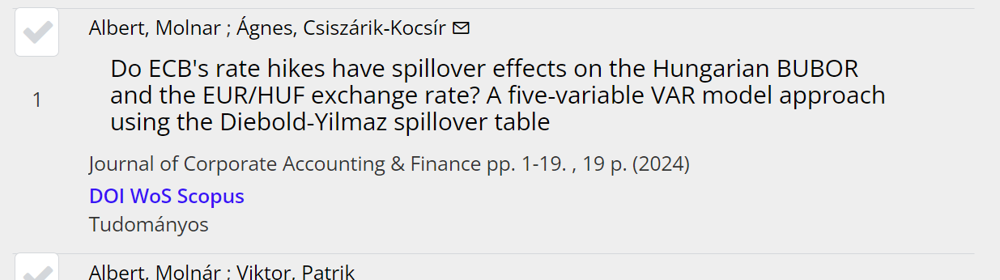 Albert, Molnar ; Ágnes, Csiszárik-Kocsír
Do ECB's rate hikes have spillover effects on the Hungarian BUBOR
1
and the EUR/HUF exchange rate? A five-variable VAR model approach
using the Diebold-Yilmaz spillover table
Journal of Corporate Accounting & Finance pp. 1-19. , 19 p. (2024)
DOI WoS Scopus
Tudományos
Albert, Molnár ; Viktor, Patrik